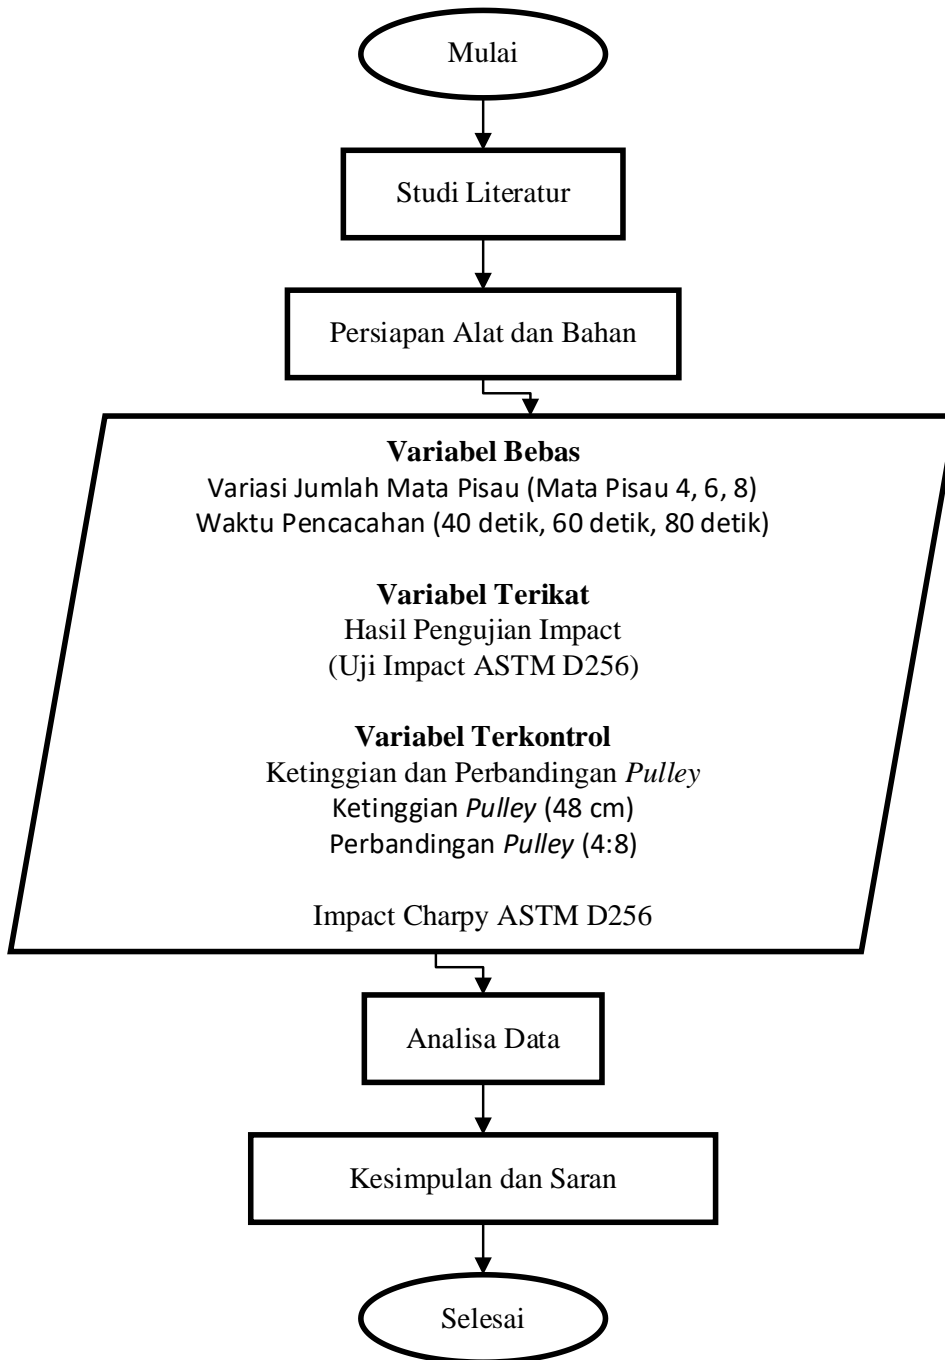 Mulai
Studi Literatur
Persiapan Alat dan Bahan
Variabel Bebas
Variasi Jumlah Mata Pisau (Mata Pisau 4, 6, 8)
Waktu Pencacahan (40 detik, 60 detik, 80 detik)
Variabel Terikat
Hasil Pengujian Impact
(Uji Impact ASTM D256)
Variabel Terkontrol
Ketinggian dan Perbandingan Pulley
Ketinggian Pulley (48 cm)
Perbandingan Pulley (4:8)
Impact Charpy ASTM D256
Analisa Data
Kesimpulan dan Saran
Selesai